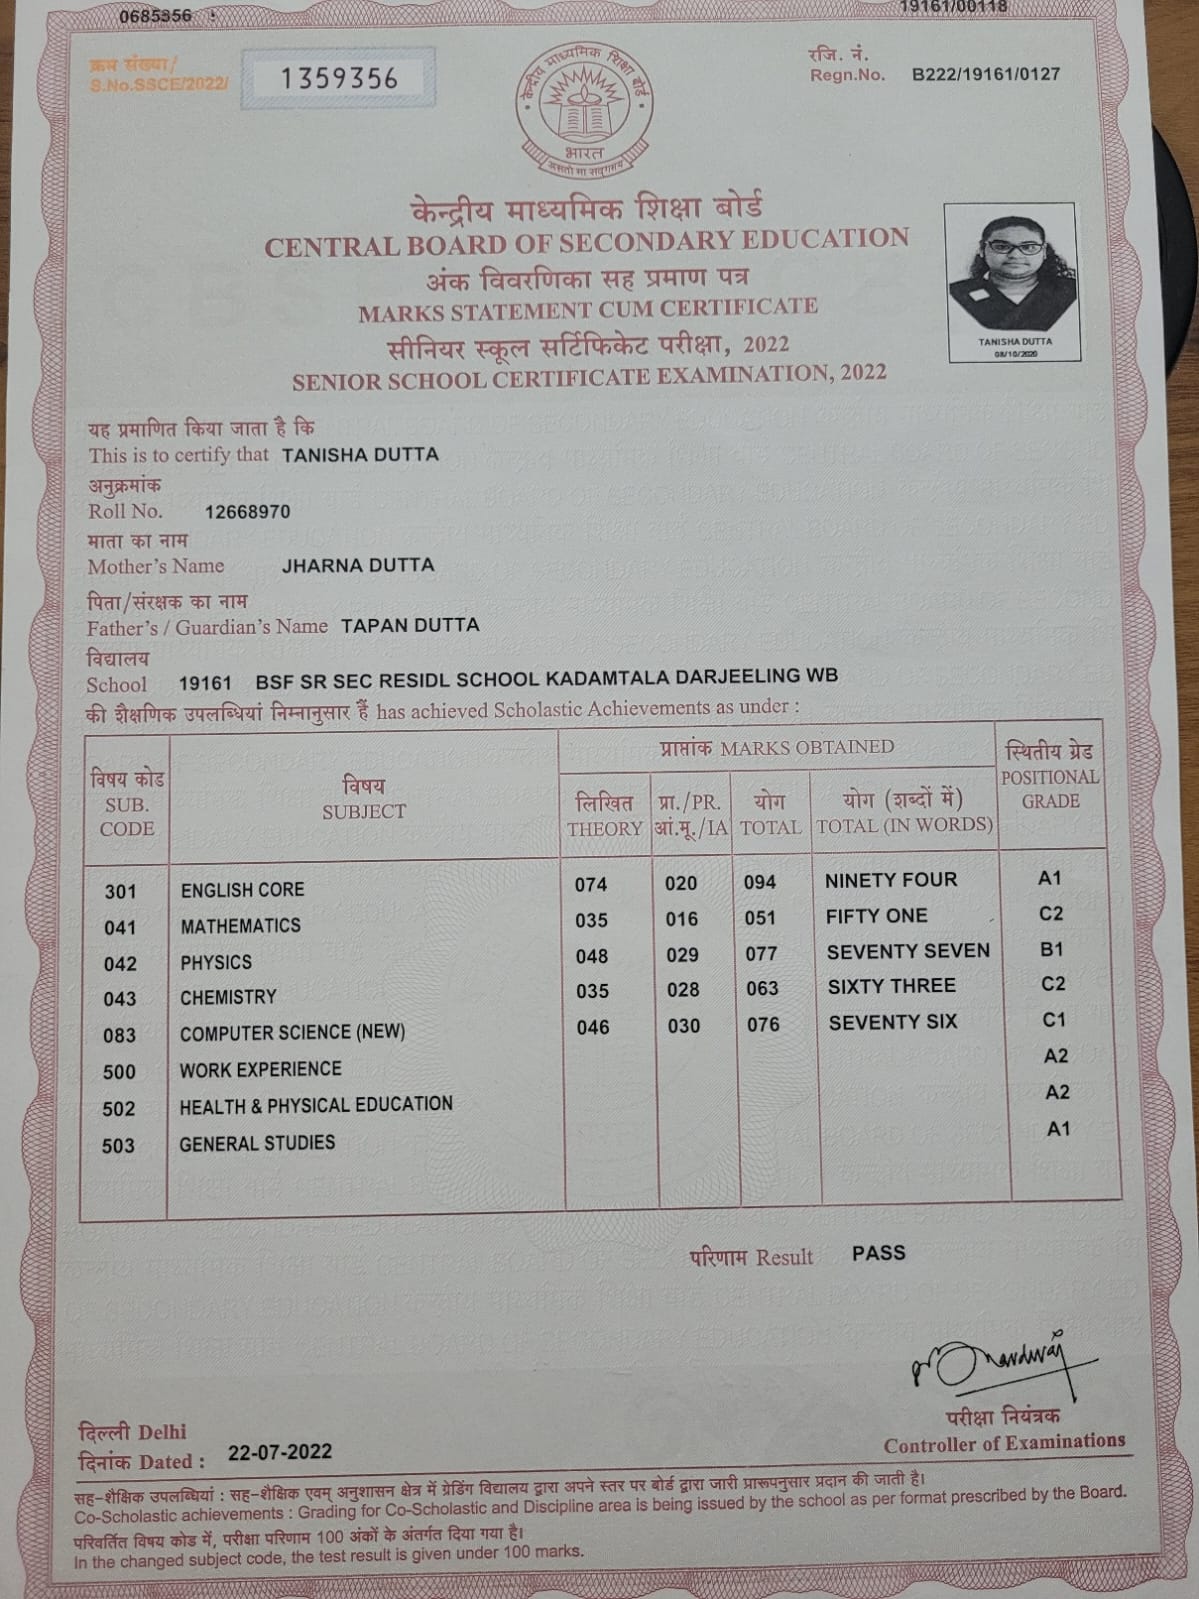 0685356
19161/00118
क्रम संख्या/
S.No.SSCE/2022/
1359356
रजि. नं.
Regn.No. B222/19161/0127
केन्द्रीय माध्यमिक शिक्षा बोर्ड
भारत
असतो मा सद्गमय
केन्द्रीय माध्यमिक शिक्षा बोर्ड
CENTRAL BOARD OF SECONDARY EDUCATION
अंक विवरणिका सह प्रमाण पत्र
MARKS STATEMENT CUM CERTIFICATE
सीनियर स्कूल सर्टिफिकेट परीक्षा, 2022
SENIOR SCHOOL CERTIFICATE EXAMINATION, 2022
TANISHA DUTTA
08/10/2020
यह प्रमाणित किया जाता है कि
This is to certify that TANISHA DUTTA
अनुक्रमांक
Roll No. 12668970
माता का नाम
Mother's Name JHARNA DUTTA
पिता/संरक्षक का नाम
Father's / Guardian's Name TAPAN DUTTA
विद्यालय
School 19161 BSF SR SEC RESIDL SCHOOL KADAMTALA DARJEELING WB
की शैक्षणिक उपलब्धियां निम्नानुसार हैं has achieved Scholastic Achievements as under :
विषय कोड
SUB.
CODE
विषय
SUBJECT
प्राप्तांक MARKS OBTAINED
लिखित
THEORY
प्रा./PR.
आं.मू./IA
योग
TOTAL
योग (शब्दों में)
TOTAL (IN WORDS)
स्थितीय ग्रेड
POSITIONAL
GRADE
301 ENGLISH CORE 074 020 094 NINETY FOUR A1
041 MATHEMATICS 035 016 051 FIFTY ONE C2
042 PHYSICS 048 029 077 SEVENTY SEVEN B1
043 CHEMISTRY 035 028 063 SIXTY THREE C2
083 COMPUTER SCIENCE (NEW) 046 030 076 SEVENTY SIX C1
500 WORK EXPERIENCE A2
502 HEALTH & PHYSICAL EDUCATION A2
503 GENERAL STUDIES A1
परिणाम Result PASS
परीक्षा नियंत्रक
Controller of Examinations
दिल्ली Delhi
दिनांक Dated : 22-07-2022
सह-शैक्षिक उपलब्धियां : सह-शैक्षिक एवम् अनुशासन क्षेत्र में ग्रेडिंग विद्यालय द्वारा अपने स्तर पर बोर्ड द्वारा जारी प्रारूपनुसार प्रदान की जाती है।
Co-Scholastic achievements : Grading for Co-Scholastic and Discipline area is being issued by the school as per format prescribed by the Board.
परिवर्तित विषय कोड में, परीक्षा परिणाम 100 अंकों के अंतर्गत दिया गया है।
In the changed subject code, the test result is given under 100 marks.